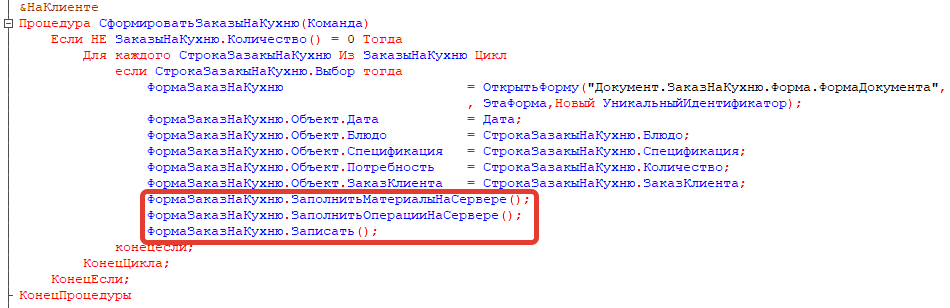 &НаКлиенте
Процедура СформироватьЗаказыНаКухню(Команда)
Если НЕ ЗаказыНаКухню.Количество() = 0 Тогда
Для каждого СтрокаЗазакыНаКухню Из ЗаказыНаКухню Цикл
если СтрокаЗазакыНаКухню.Выбор тогда
ФормаЗаказНаКухню = ОткрытьФорму("Документ.ЗаказНаКухню.Форма.ФормаДокумента",
, ЭтаФорма,Новый УникальныйИдентификатор);
ФормаЗаказНаКухню.Объект.Дата = Дата;
ФормаЗаказНаКухню.Объект.Блюдо = СтрокаЗазакыНаКухню.Блюдо;
ФормаЗаказНаКухню.Объект.Спецификация = СтрокаЗазакыНаКухню.Спецификация;
ФормаЗаказНаКухню.Объект.Потребность = СтрокаЗазакыНаКухню.Количество;
ФормаЗаказНаКухню.Объект.ЗаказКлиента = СтрокаЗазакыНаКухню.ЗаказКлиента;
ФормаЗаказНаКухню.ЗаполнитьМатериалыНаСервере();
ФормаЗаказНаКухню.ЗаполнитьОперацииНаСервере();
ФормаЗаказНаКухню.Записать();
конецесли;
КонецЦикла;
КонецЕсли;
КонецПроцедуры